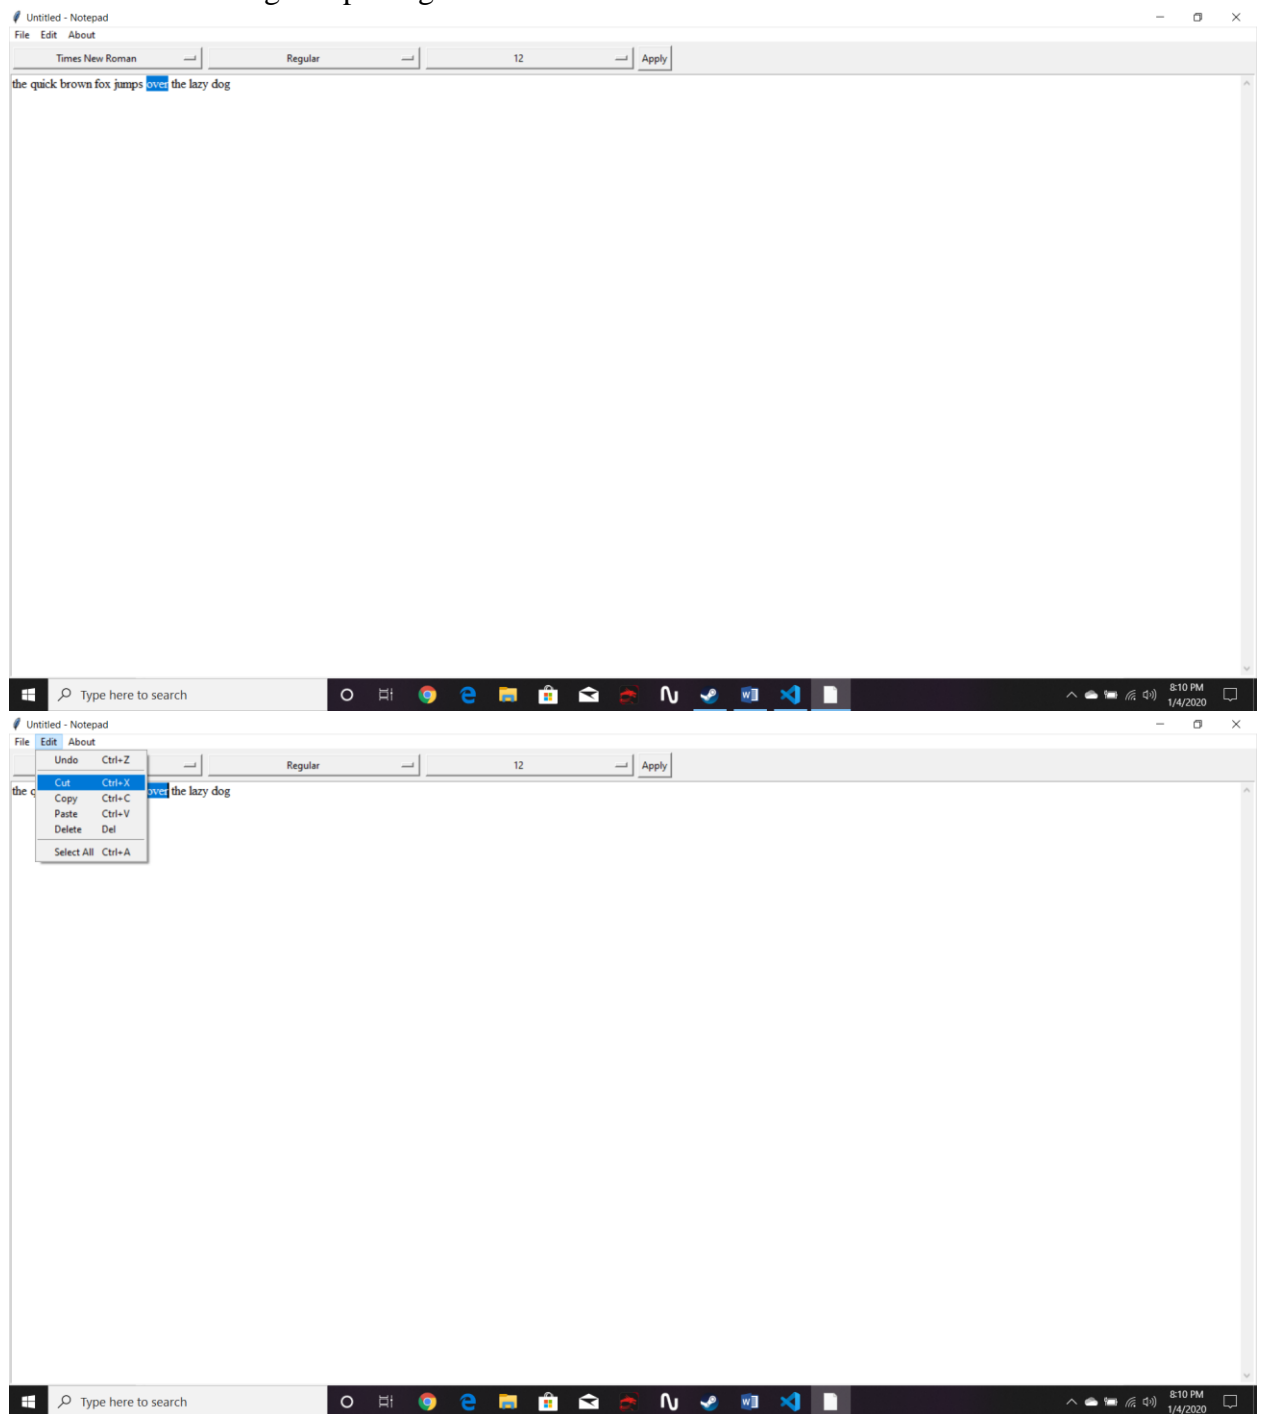 Untitled - Notepad
File Edit About
Times New Roman Regular 12 Apply
the quick brown fox jumps over the lazy dog
Type here to search
8:10 PM
1/4/2020
Untitled - Notepad
File Edit About
Undo Ctrl+Z
Regular 12 Apply
Cut Ctrl+X
the q over the lazy dog
Copy Ctrl+C
Paste Ctrl+V
Delete Del
Select All Ctrl+A
Type here to search
8:10 PM
1/4/2020